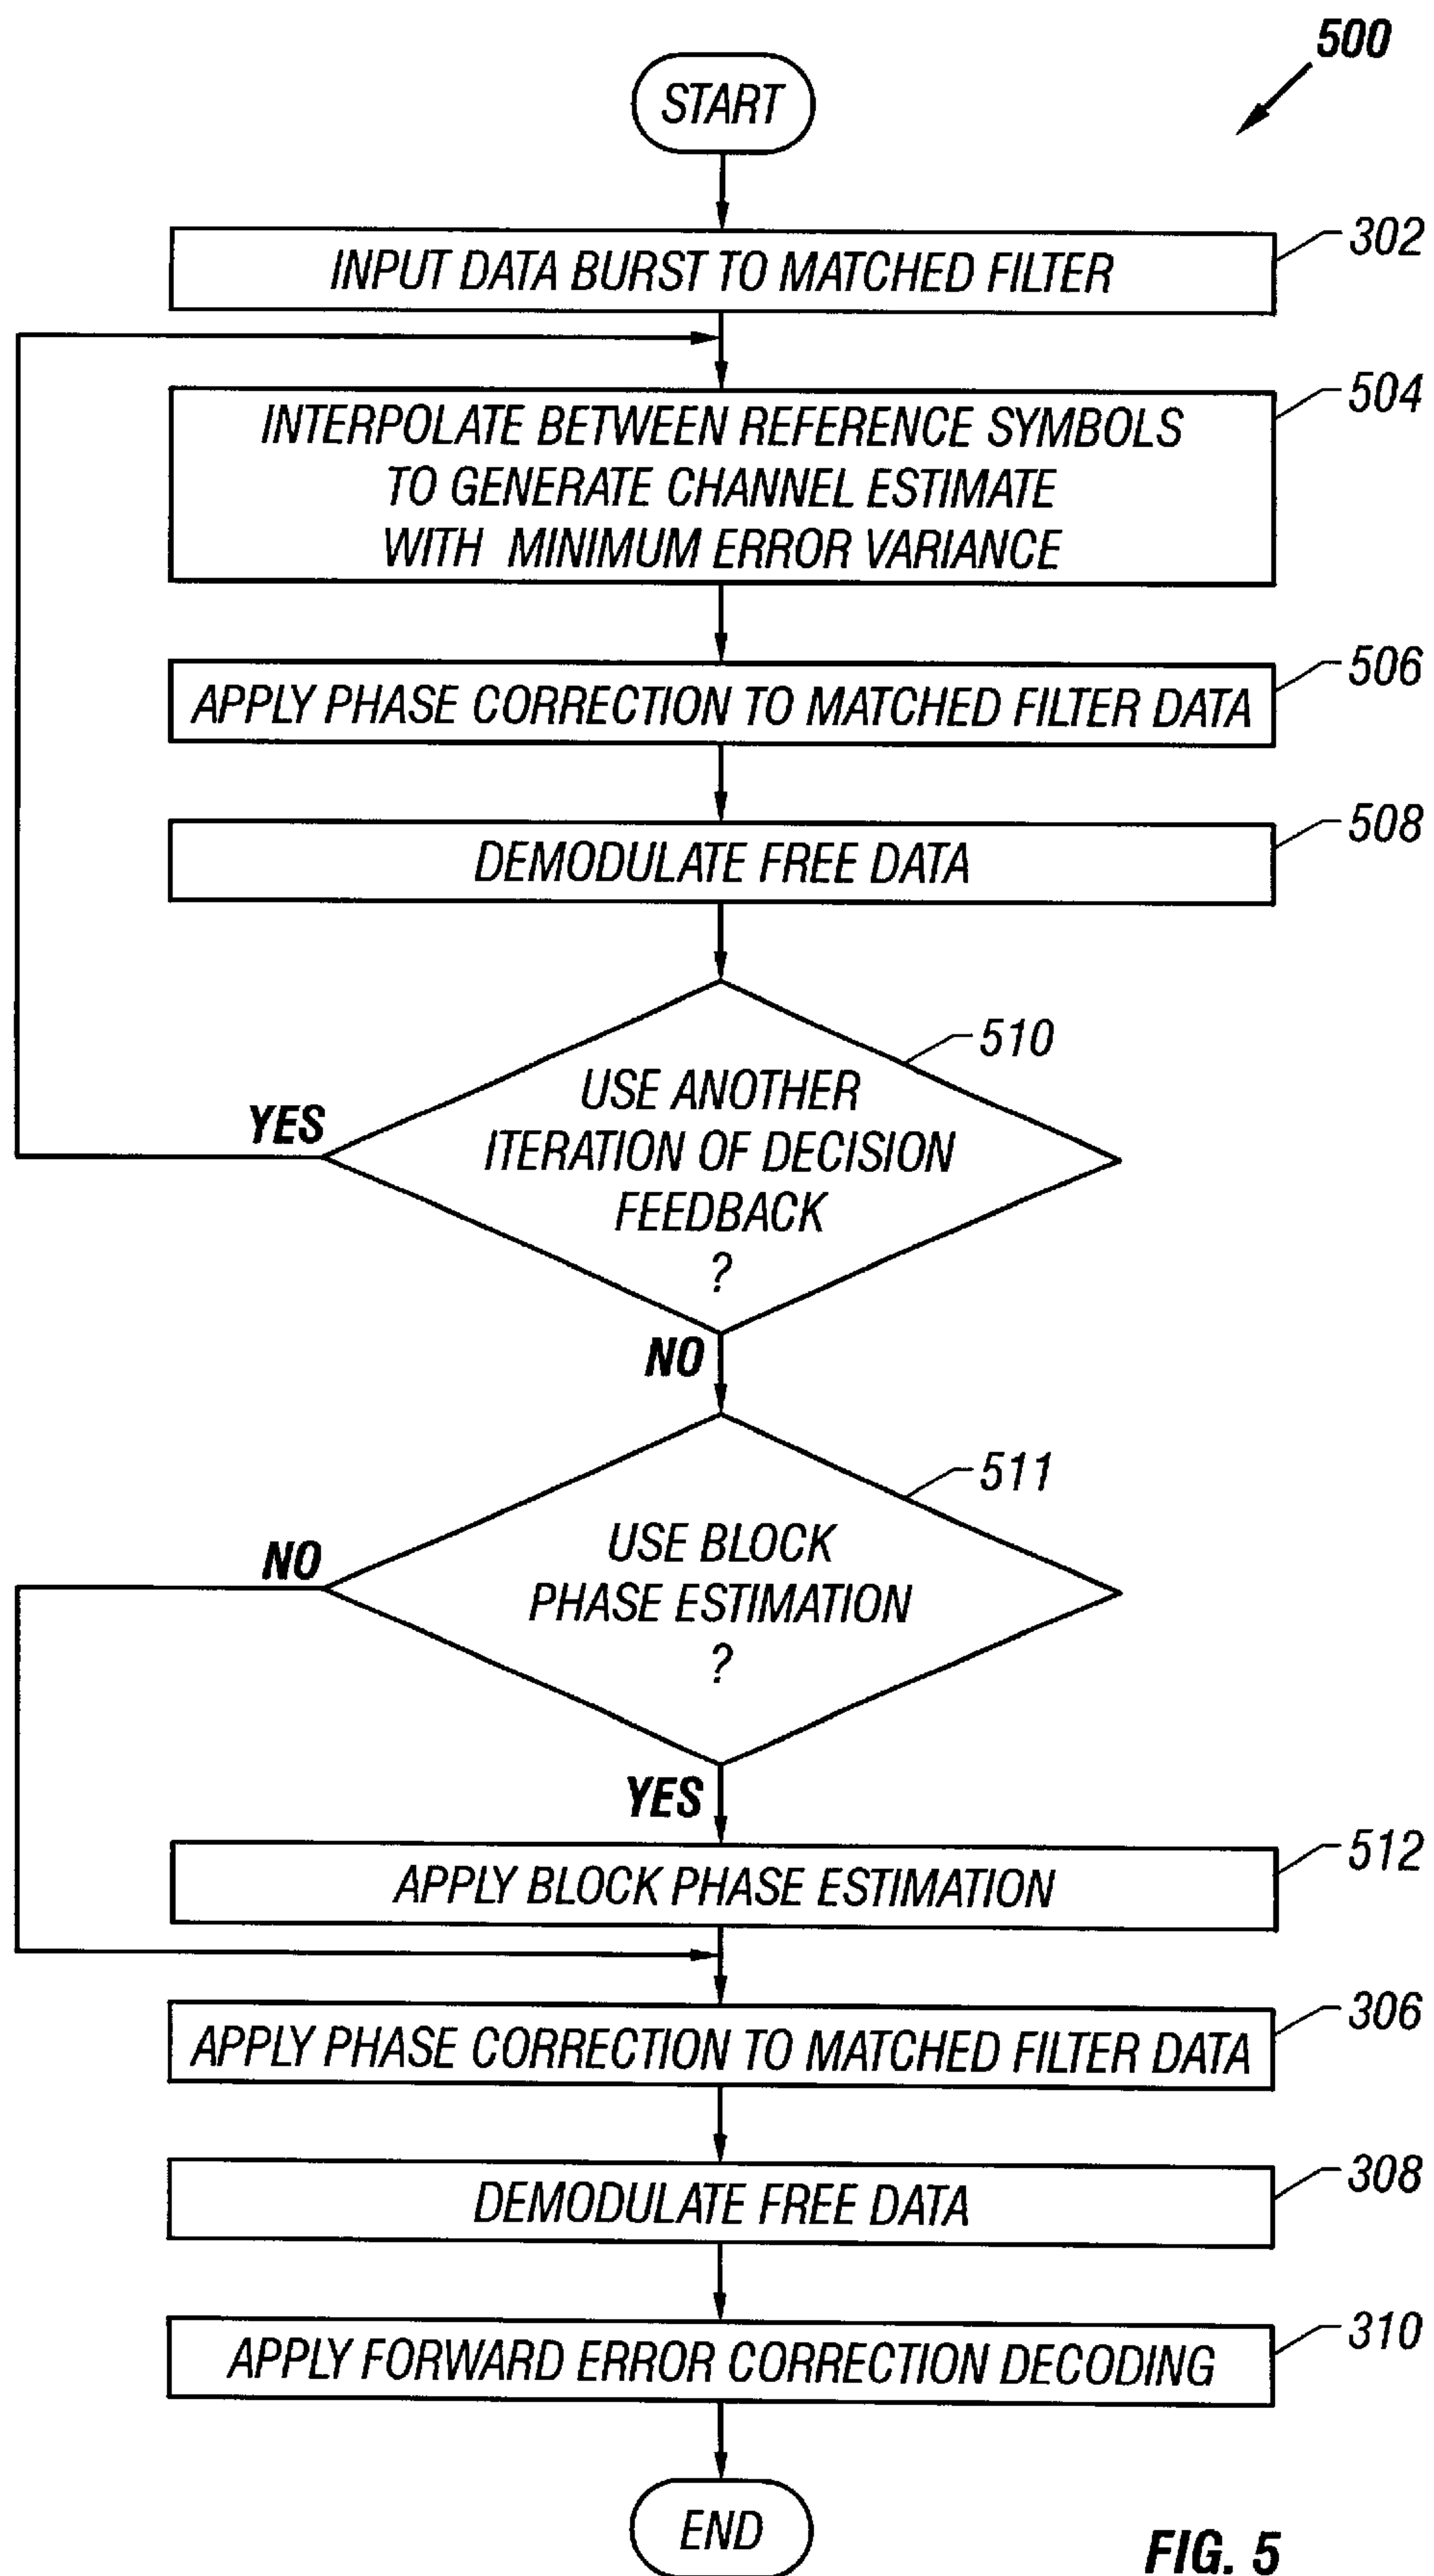 500
START
INPUT DATA BURST TO MATCHED FILTER
302
INTERPOLATE BETWEEN REFERENCE SYMBOLS
TO GENERATE CHANNEL ESTIMATE
WITH MINIMUM ERROR VARIANCE
504
APPLY PHASE CORRECTION TO MATCHED FILTER DATA
506
DEMODULATE FREE DATA
508
510
USE ANOTHER
ITERATION OF DECISION
FEEDBACK
?
YES
NO
511
USE BLOCK
PHASE ESTIMATION
?
NO
YES
APPLY BLOCK PHASE ESTIMATION
512
APPLY PHASE CORRECTION TO MATCHED FILTER DATA
306
DEMODULATE FREE DATA
308
APPLY FORWARD ERROR CORRECTION DECODING
310
END
FIG. 5